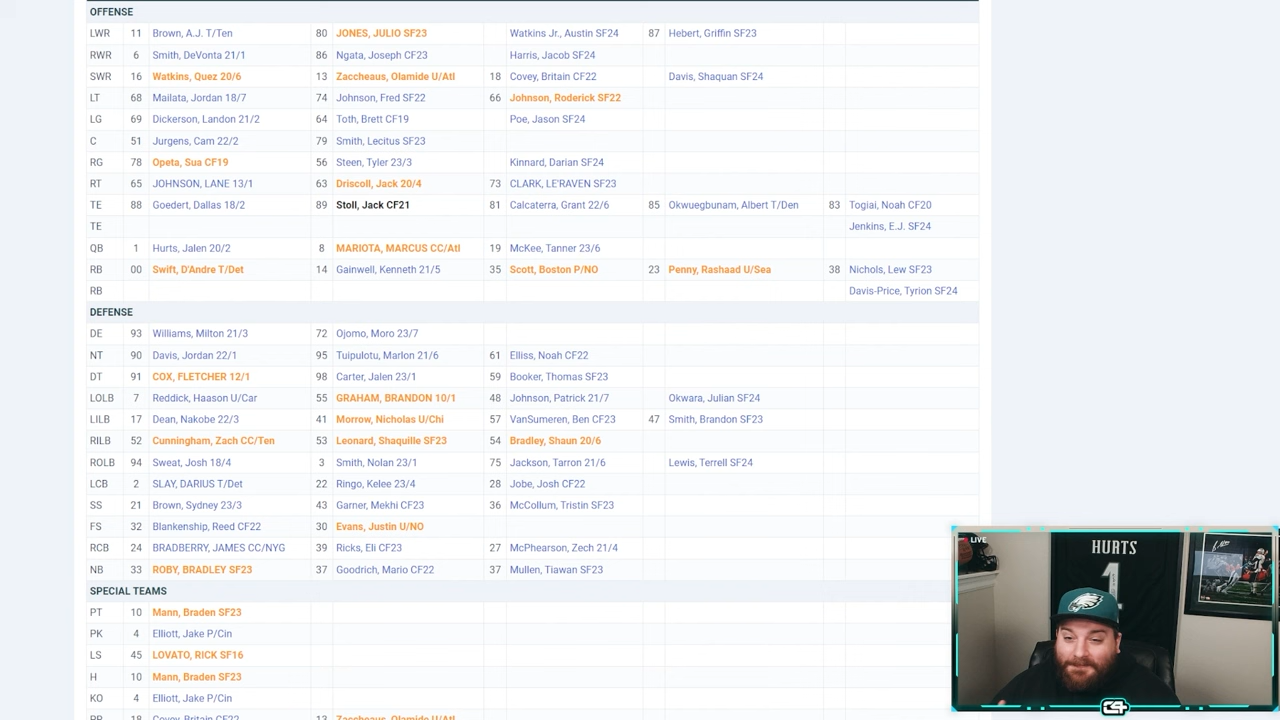 OFFENSE
LWR 11 Brown, A.J. T/Ten 80 JONES, JULIO SF23 Watkins Jr., Austin SF24 87 Hebert, Griffin SF23
RWR 6 Smith, DeVonta 21/1 86 Ngata, Joseph CF23 Harris, Jacob SF24
SWR 16 Watkins, Quez 20/6 13 Zaccheaus, Olamide U/Atl 18 Covey, Britain CF22 Davis, Shaquan SF24
LT 68 Mailata, Jordan 18/7 74 Johnson, Fred SF22 66 Johnson, Roderick SF22
LG 69 Dickerson, Landon 21/2 64 Toth, Brett CF19 Poe, Jason SF24
C 51 Jurgens, Cam 22/2 79 Smith, Lecitus SF23
RG 78 Opeta, Sua CF19 56 Steen, Tyler 23/3 Kinnard, Darian SF24
RT 65 JOHNSON, LANE 13/1 63 Driscoll, Jack 20/4 73 CLARK, LE'RAVEN SF23
TE 88 Goedert, Dallas 18/2 89 Stoll, Jack CF21 81 Calcaterra, Grant 22/6 85 Okwuegbunam, Albert T/Den 83 Togiai, Noah CF20
TE Jenkins, E.J. SF24
QB 1 Hurts, Jalen 20/2 8 MARIOTA, MARCUS CC/Atl 19 McKee, Tanner 23/6
RB 00 Swift, D'Andre T/Det 14 Gainwell, Kenneth 21/5 35 Scott, Boston P/NO 23 Penny, Rashaad U/Sea 38 Nichols, Lew SF23
RB Davis-Price, Tyrion SF24
DEFENSE
DE 93 Williams, Milton 21/3 72 Ojomo, Moro 23/7
NT 90 Davis, Jordan 22/1 95 Tuipulotu, Marlon 21/6 61 Elliss, Noah CF22
DT 91 COX, FLETCHER 12/1 98 Carter, Jalen 23/1 59 Booker, Thomas SF23
LOLB 7 Reddick, Haason U/Car 55 GRAHAM, BRANDON 10/1 48 Johnson, Patrick 21/7 Okwara, Julian SF24
LILB 17 Dean, Nakobe 22/3 41 Morrow, Nicholas U/Chi 57 VanSumeren, Ben CF23 47 Smith, Brandon SF23
RILB 52 Cunningham, Zach CC/Ten 53 Leonard, Shaquille SF23 54 Bradley, Shaun 20/6
ROLB 94 Sweat, Josh 18/4 3 Smith, Nolan 23/1 75 Jackson, Tarron 21/6 Lewis, Terrell SF24
LCB 2 SLAY, DARIUS T/Det 22 Ringo, Kelee 23/4 28 Jobe, Josh CF22
SS 21 Brown, Sydney 23/3 43 Garner, Mekhi CF23 36 McCollum, Tristin SF23
FS 32 Blankenship, Reed CF22 30 Evans, Justin U/NO
RCB 24 BRADBERRY, JAMES CC/NYG 39 Ricks, Eli CF23 27 McPhearson, Zech 21/4
NB 33 ROBY, BRADLEY SF23 37 Goodrich, Mario CF22 37 Mullen, Tiawan SF23
SPECIAL TEAMS
PT 10 Mann, Braden SF23
PK 4 Elliott, Jake P/Cin
LS 45 LOVATO, RICK SF16
H 10 Mann, Braden SF23
KO 4 Elliott, Jake P/Cin
PR 18 Covey, Britain CF22 13 Zaccheaus, Olamide U/Atl
LIVE
HURTS
1